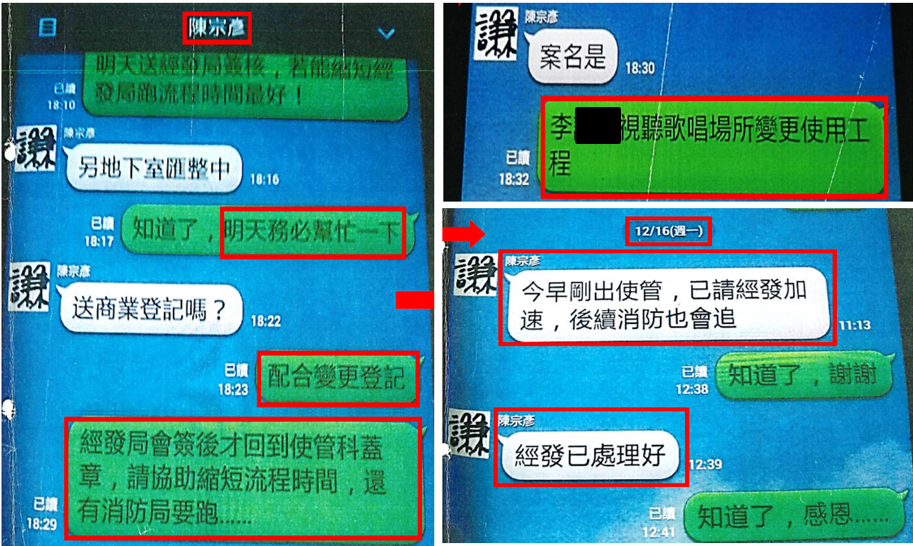 陳宗彥
明天送經發局簽核，若能縮短經
發局跑流程時間最好！
已讀
18:10
陳宗彥
另地下室匯整中
18:16
已讀
18:17
知道了，明天務必幫忙一下
陳宗彥
送商業登記嗎？
18:22
已讀
18:23
配合變更登記
經發局會簽後才回到使管科蓋
章，請協助縮短流程時間，還
有消防局要跑......
已讀
18:29
陳宗彥
案名是
18:30
李 視聽歌唱場所變更使用工
程
已讀
18:32
12/16(週一)
陳宗彥
今早剛出使管，已請經發加
速，後續消防也會追
11:13
已讀
12:38
知道了，謝謝
陳宗彥
經發已處理好
12:39
已讀
12:41
知道了，感恩......